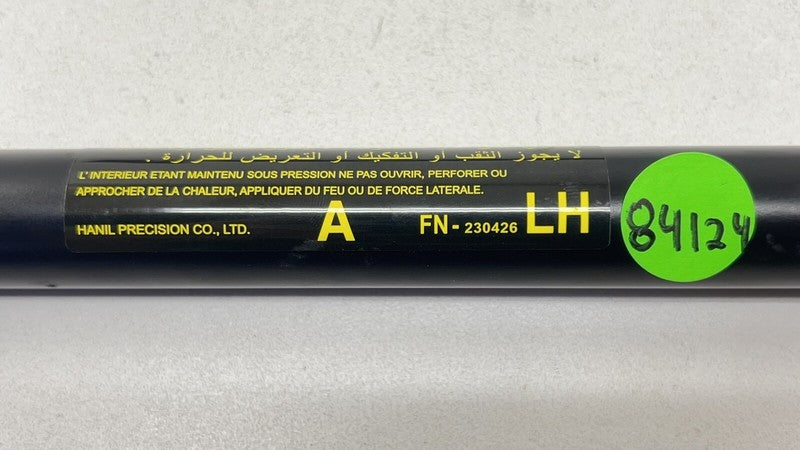 لا يجوز الثقب أو التفكيك أو التعريض للحرارة .
L'INTERIEUR ETANT MAINTENU SOUS PRESSION NE PAS OUVRIR, PERFORER OU
APPROCHER DE LA CHALEUR, APPLIQUER DU FEU OU DE FORCE LATERALE.
HANIL PRECISION CO., LTD. A FN-230426 LH
84124